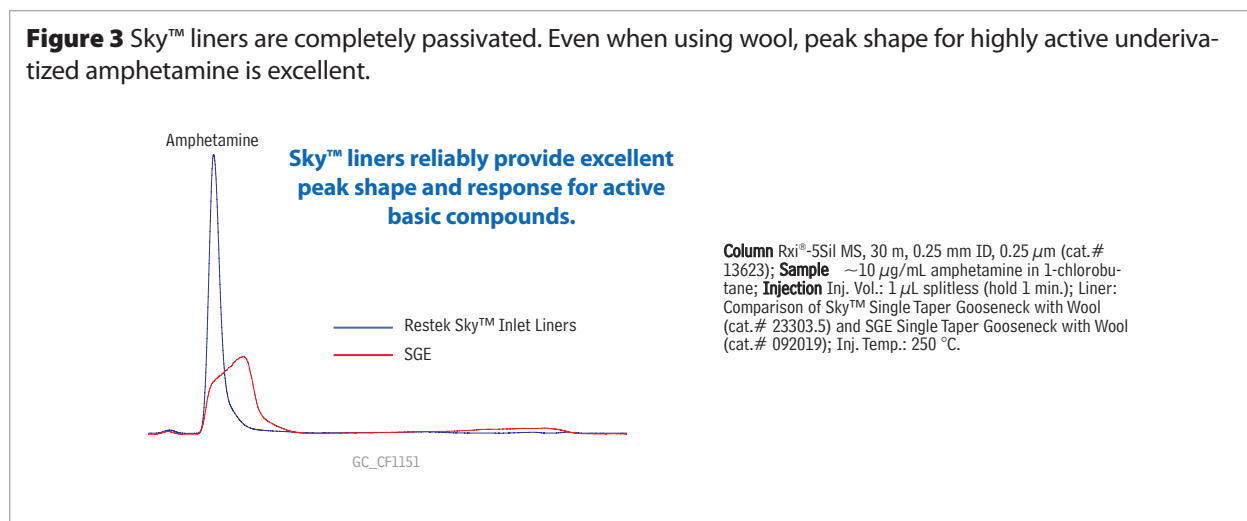 Figure 3 Sky™ liners are completely passivated. Even when using wool, peak shape for highly active underiva-
tized amphetamine is excellent.
Amphetamine
Sky™ liners reliably provide excellent
peak shape and response for active
basic compounds.
Restek Sky™ Inlet Liners
SGE
GC_CF1151
Column Rxi®-5Sil MS, 30 m, 0.25 mm ID, 0.25 µm (cat.#
13623); Sample ~10 µg/mL amphetamine in 1-chlorobu-
tane; Injection Inj. Vol.: 1 µL splitless (hold 1 min.); Liner:
Comparison of Sky™ Single Taper Gooseneck with Wool
(cat.# 23303.5) and SGE Single Taper Gooseneck with Wool
(cat.# 092019); Inj. Temp.: 250 °C.